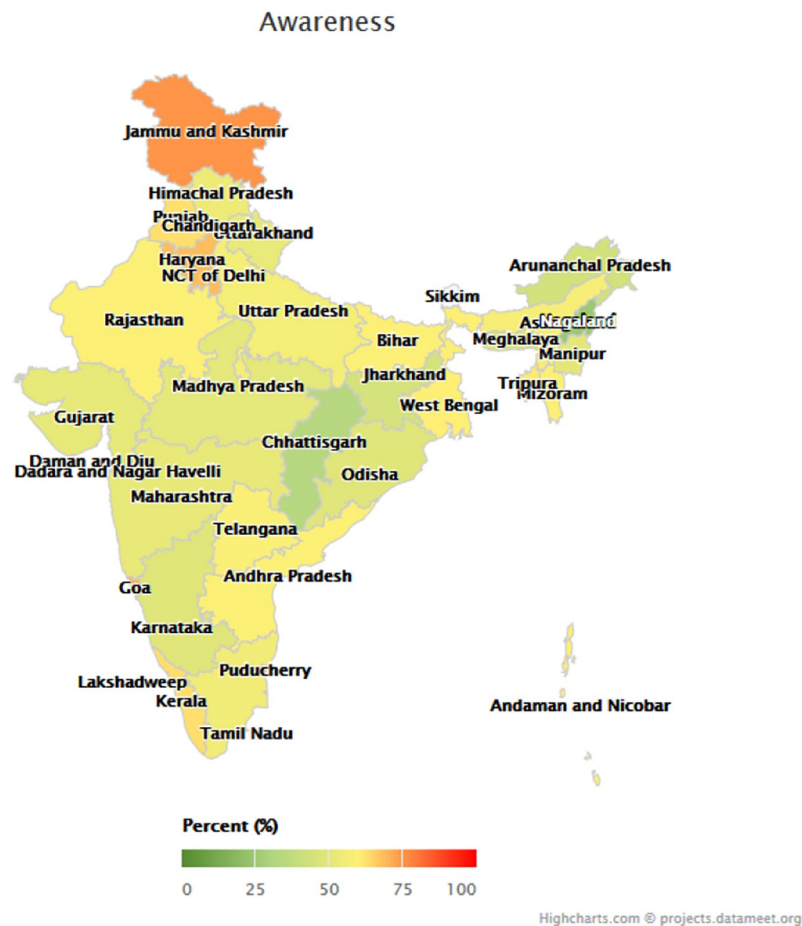 Awareness
Jammu and Kashmir
Himachal Pradesh
Punjab
Chandigarh
Uttarakhand
Haryana
NCT of Delhi
Arunanchal Pradesh
Sikkim
Rajasthan
Uttar Pradesh
Nagaland
Bihar
Meghalaya
Manipur
Jharkhand
Madhya Pradesh
Tripura
Mizoram
West Bengal
Gujarat
Chhattisgarh
Daman and Diu
Dadara and Nagar Havelli
Odisha
Maharashtra
Telangana
Andhra Pradesh
Goa
Karnataka
Puducherry
Lakshadweep
Kerala
Andaman and Nicobar
Tamil Nadu
Percent (%)
0 25 50 75 100
Highcharts.com © projects.datameet.org